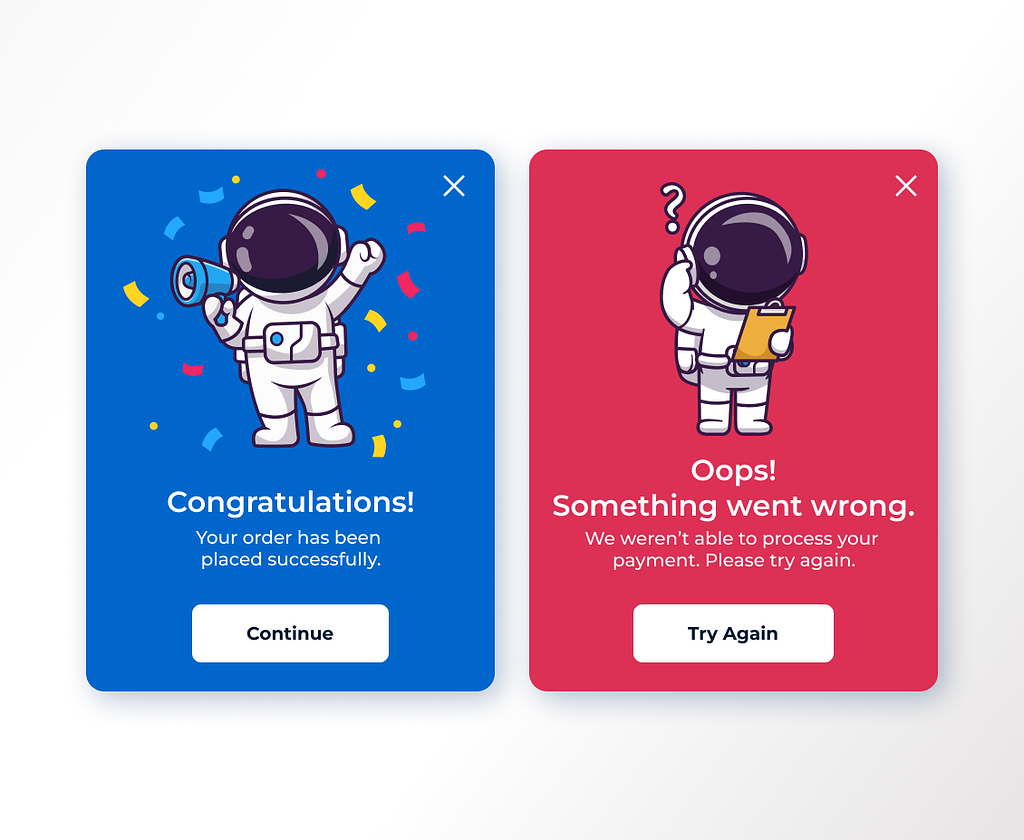 Congratulations!
Your order has been
placed successfully.
Continue
?
Oops!
Something went wrong.
We weren’t able to process your
payment. Please try again.
Try Again